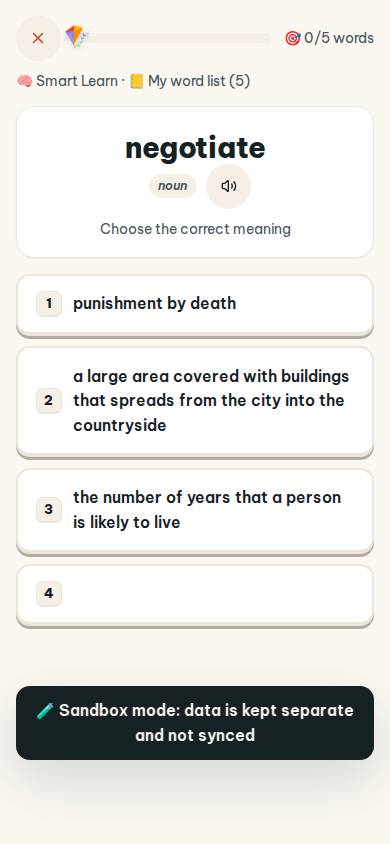 🎯 0/5 words
🧠 Smart Learn · 📒 My word list (5)
negotiate
noun
Choose the correct meaning
1 punishment by death
2 a large area covered with buildings
that spreads from the city into the
countryside
3 the number of years that a person
is likely to live
4
🧪 Sandbox mode: data is kept separate
and not synced